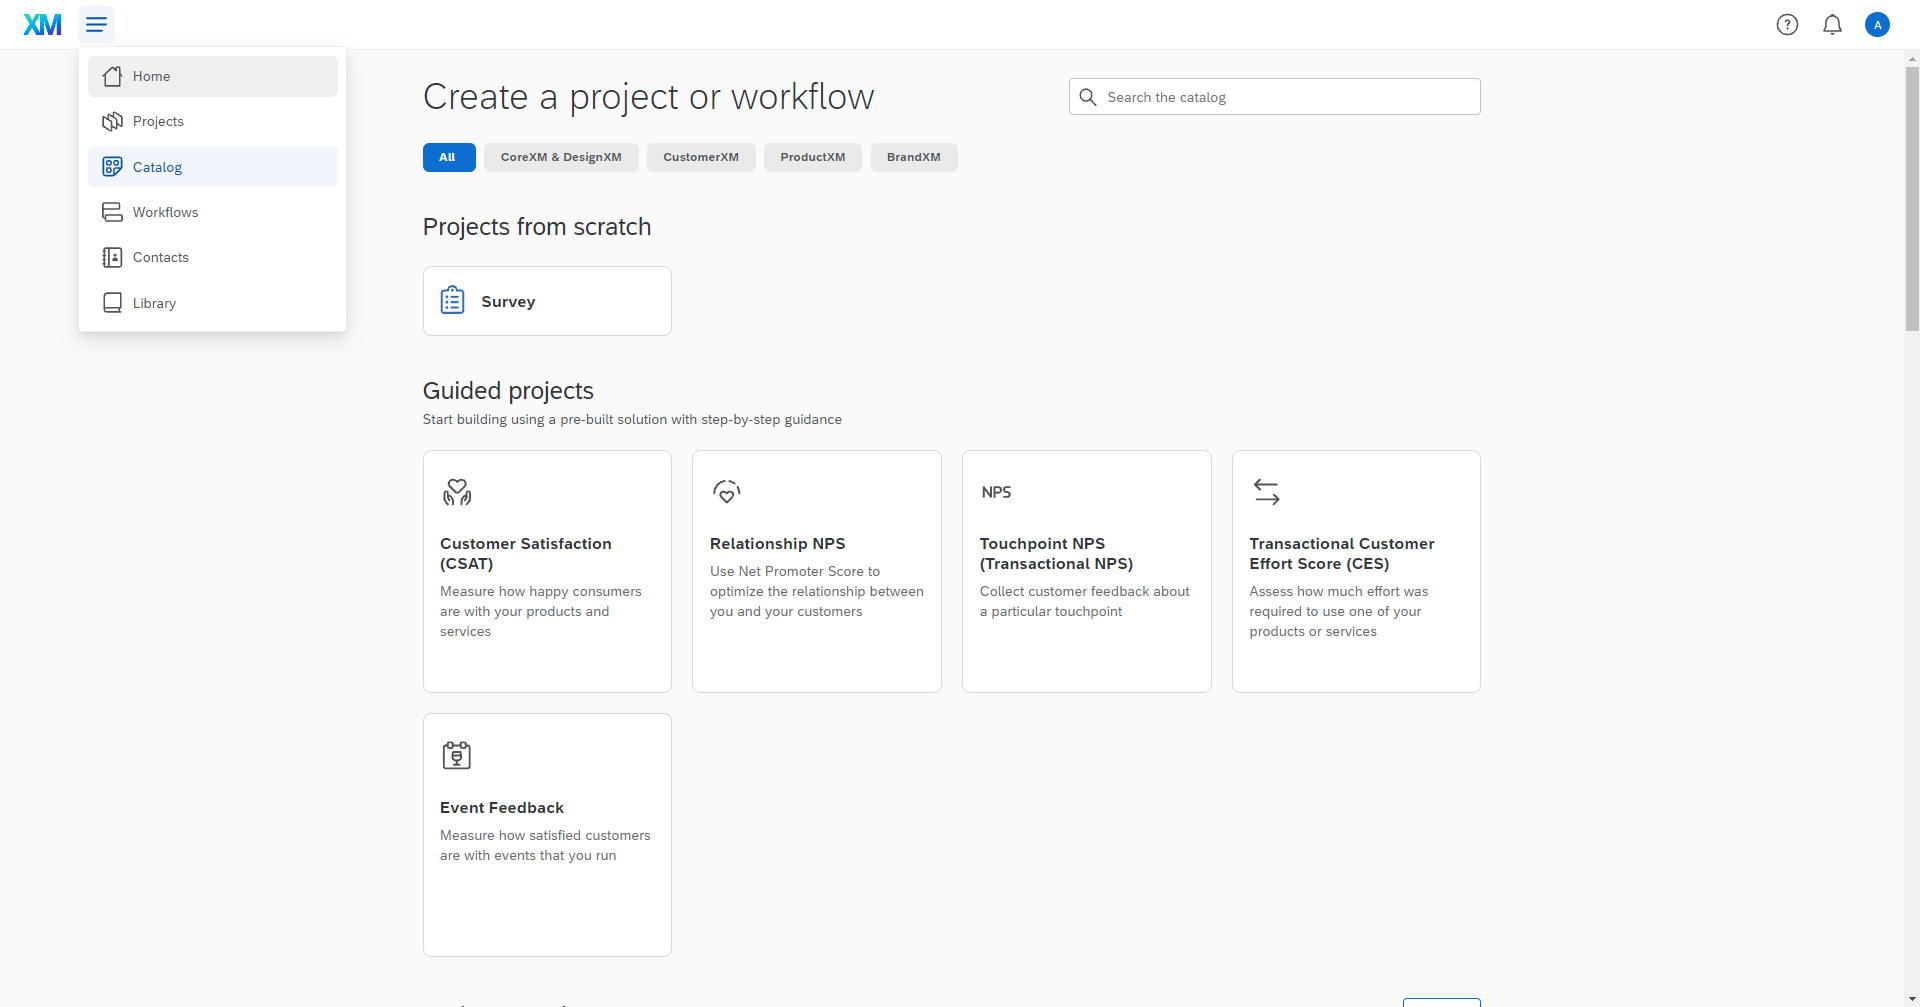 XM
A
Home
Projects
Catalog
Workflows
Contacts
Library
Create a project or workflow
Search the catalog
All
CoreXM & DesignXM
CustomerXM
ProductXM
BrandXM
Projects from scratch
Survey
Guided projects
Start building using a pre-built solution with step-by-step guidance
Customer Satisfaction
(CSAT)
Measure how happy consumers
are with your products and
services
Relationship NPS
Use Net Promoter Score to
optimize the relationship between
you and your customers
NPS
Touchpoint NPS
(Transactional NPS)
Collect customer feedback about
a particular touchpoint
Transactional Customer
Effort Score (CES)
Assess how much effort was
required to use one of your
products or services
Event Feedback
Measure how satisfied customers
are with events that you run